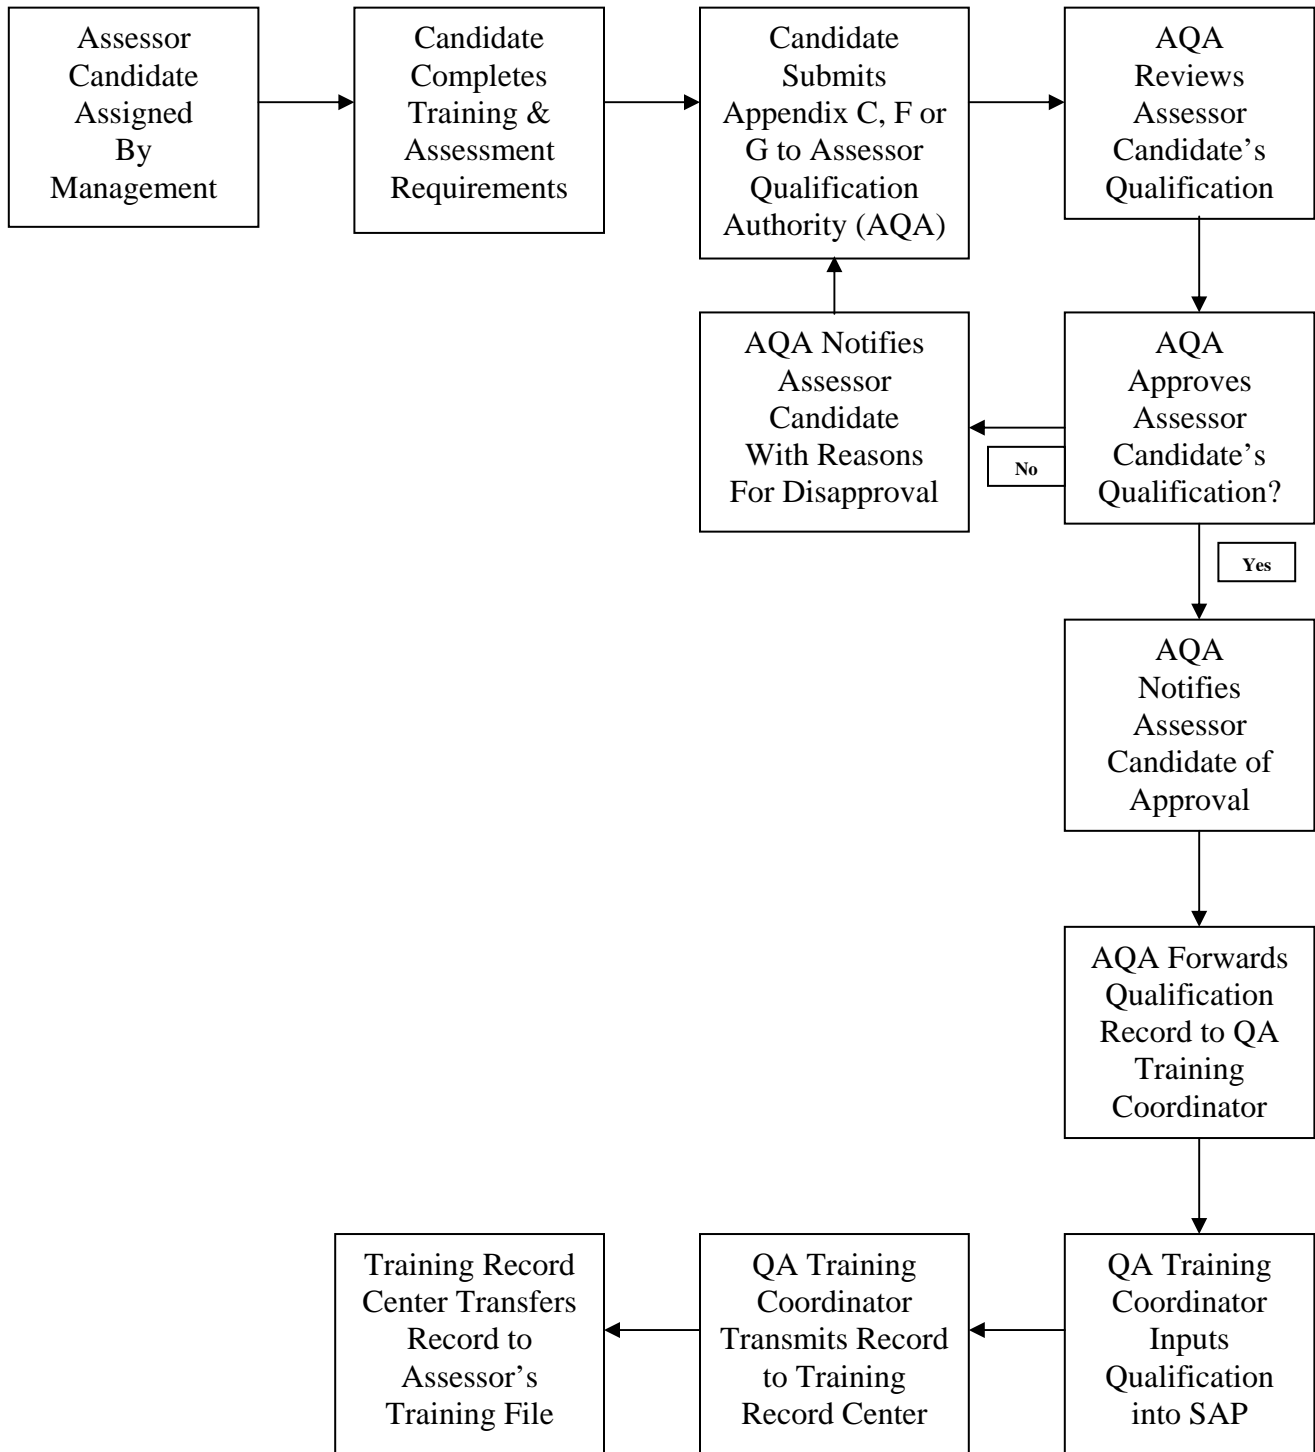 Assessor
Candidate
Assigned
By
Management
Candidate
Completes
Training &
Assessment
Requirements
Candidate
Submits
Appendix C, F or
G to Assessor
Qualification
Authority (AQA)
AQA
Reviews
Assessor
Candidate’s
Qualification
AQA Notifies
Assessor
Candidate
With Reasons
For Disapproval
No
AQA
Approves
Assessor
Candidate’s
Qualification?
Yes
AQA
Notifies
Assessor
Candidate of
Approval
AQA Forwards
Qualification
Record to QA
Training
Coordinator
Training Record
Center Transfers
Record to
Assessor’s
Training File
QA Training
Coordinator
Transmits Record
to Training
Record Center
QA Training
Coordinator
Inputs
Qualification
into SAP